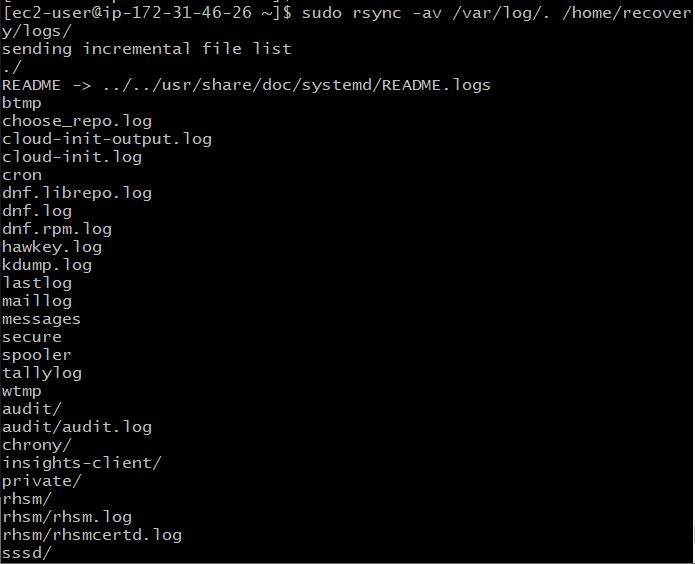 [ec2-user@ip-172-31-46-26 ~]$ sudo rsync -av /var/log/. /home/recover
y/logs/
sending incremental file list
./
README -> ../../usr/share/doc/systemd/README.logs
btmp
choose_repo.log
cloud-init-output.log
cloud-init.log
cron
dnf.librepo.log
dnf.log
dnf.rpm.log
hawkey.log
kdump.log
lastlog
maillog
messages
secure
spooler
tallylog
wtmp
audit/
audit/audit.log
chrony/
insights-client/
private/
rhsm/
rhsm/rhsm.log
rhsm/rhsmcertd.log
sssd/